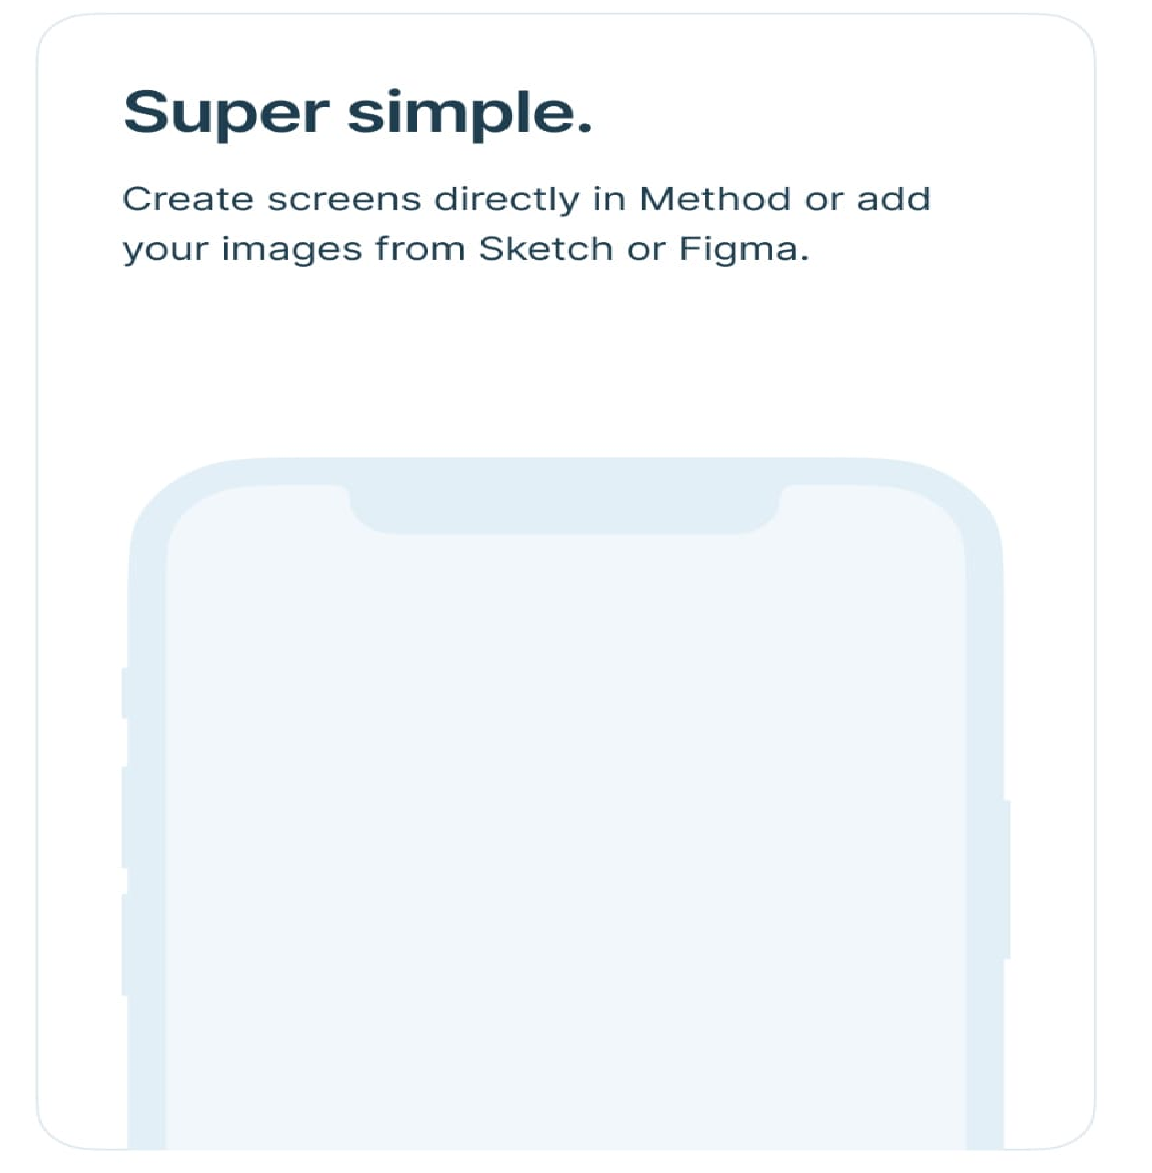 Super simple.
Create screens directly in Method or add
your images from Sketch or Figma.